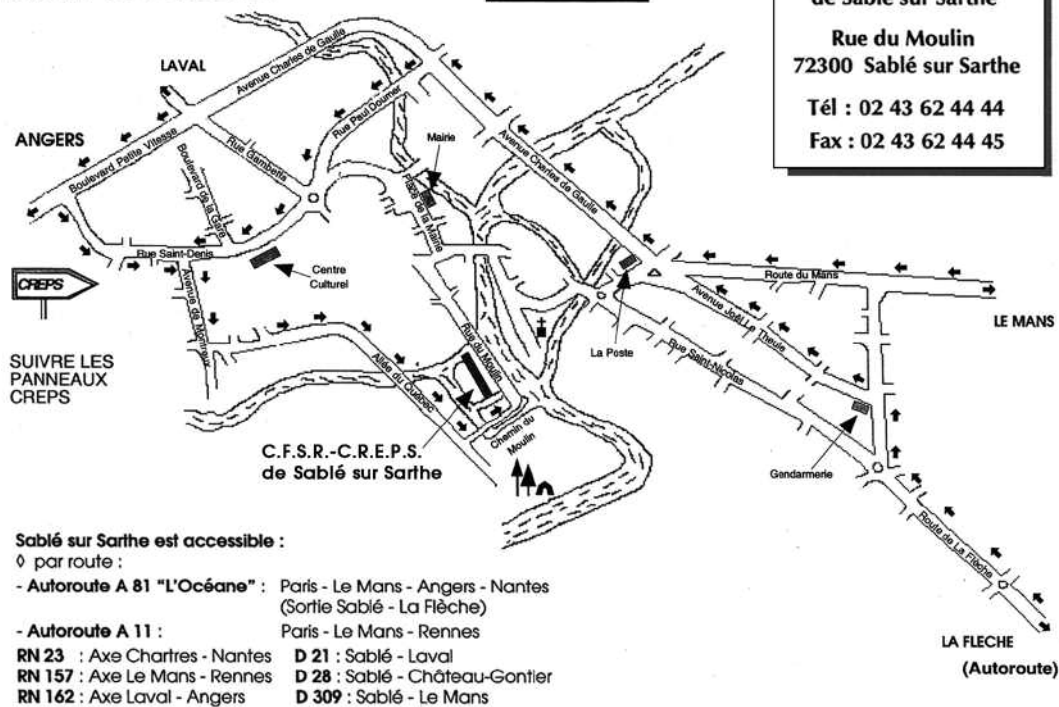 de Sablé sur Sarthe
Rue du Moulin
72300 Sablé sur Sarthe
Tél : 02 43 62 44 44
Fax : 02 43 62 44 45
LAVAL
Avenue Charles de Gaulle
ANGERS
Boulevard Petite Vitesse
Rue Paul Doumer
Rue Gambetta
Boulevard de la Gare
Mairie
Place de la Mairie
Avenue Charles de Gaulle
Rue Saint-Denis
Centre
Culturel
CREPS
Avenue de Montreux
SUIVRE LES
PANNEAUX
CREPS
Route du Mans
LE MANS
Avenue Joël Le Theule
La Poste
Rue Saint-Nicolas
Rue du Moulin
Allée du Québec
Chemin du
Moulin
C.F.S.R.-C.R.E.P.S.
de Sablé sur Sarthe
Gendarmerie
Route de La Flèche
LA FLECHE
(Autoroute)
Sablé sur Sarthe est accessible :
◊ par route :
- Autoroute A 81 "L'Océane" : Paris - Le Mans - Angers - Nantes
(Sortie Sablé - La Flèche)
- Autoroute A 11 : Paris - Le Mans - Rennes
RN 23 : Axe Chartres - Nantes D 21 : Sablé - Laval
RN 157 : Axe Le Mans - Rennes D 28 : Sablé - Château-Gontier
RN 162 : Axe Laval - Angers D 309 : Sablé - Le Mans